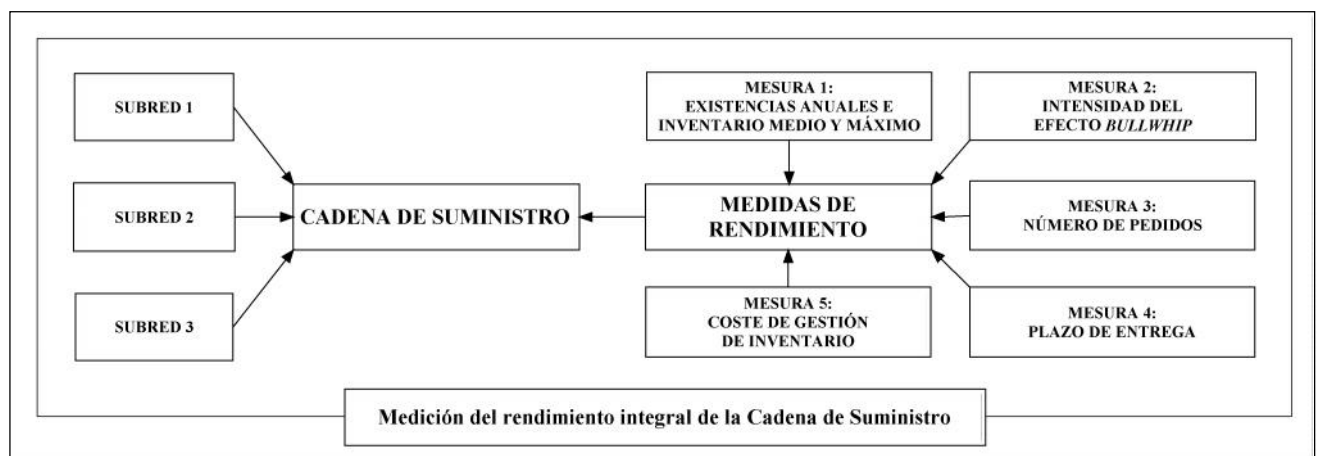 SUBRED 1
SUBRED 2
SUBRED 3
CADENA DE SUMINISTRO
MESURA 1:
EXISTENCIAS ANUALES E
INVENTARIO MEDIO Y MÁXIMO
MEDIDAS DE
RENDIMIENTO
MESURA 5:
COSTE DE GESTIÓN
DE INVENTARIO
MESURA 2:
INTENSIDAD DEL
EFECTO BULLWHIP
MESURA 3:
NÚMERO DE PEDIDOS
MESURA 4:
PLAZO DE ENTREGA
Medición del rendimiento integral de la Cadena de Suministro